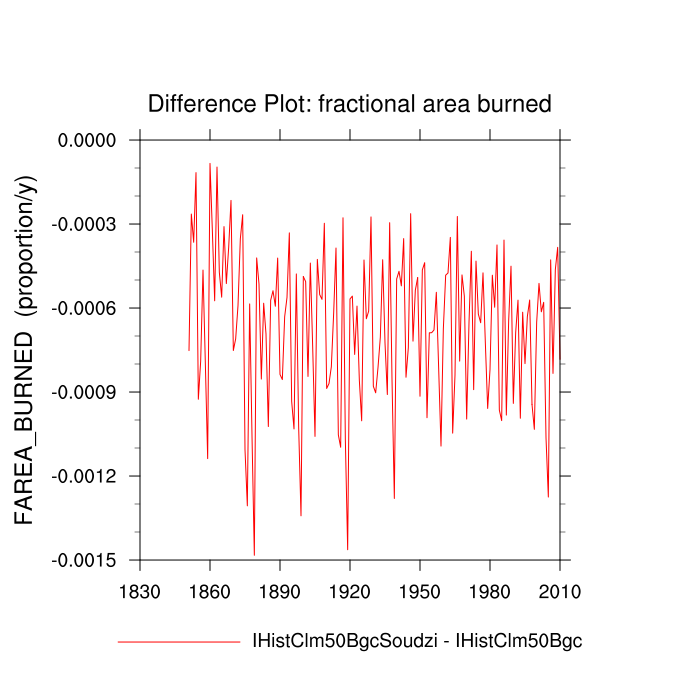 Difference Plot: fractional area burned
FAREA_BURNED (proportion/y)
0.0000
-0.0003
-0.0006
-0.0009
-0.0012
-0.0015
1830 1860 1890 1920 1950 1980 2010
IHistClm50BgcSoudzi - IHistClm50Bgc